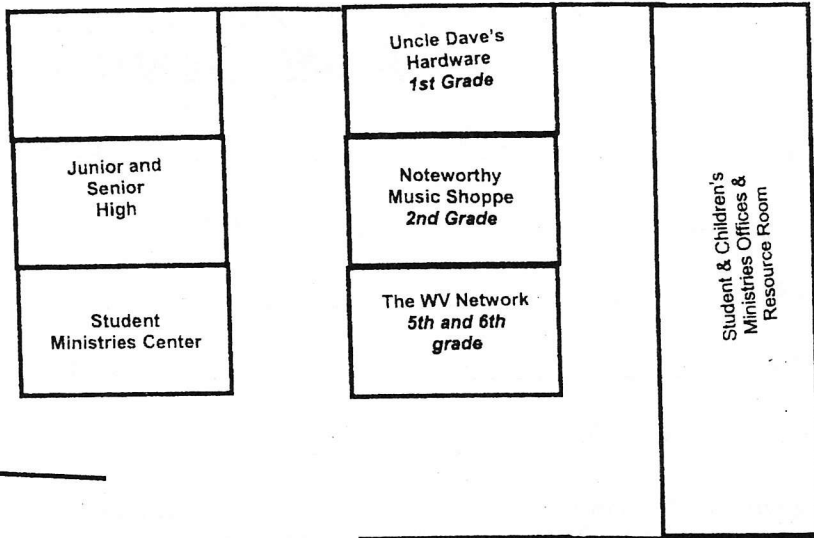 Uncle Dave's
Hardware
1st Grade
Junior and
Senior
High
Noteworthy
Music Shoppe
2nd Grade
Student
Ministries Center
The WV Network
5th and 6th
grade
Student & Children's
Ministries Offices &
Resource Room